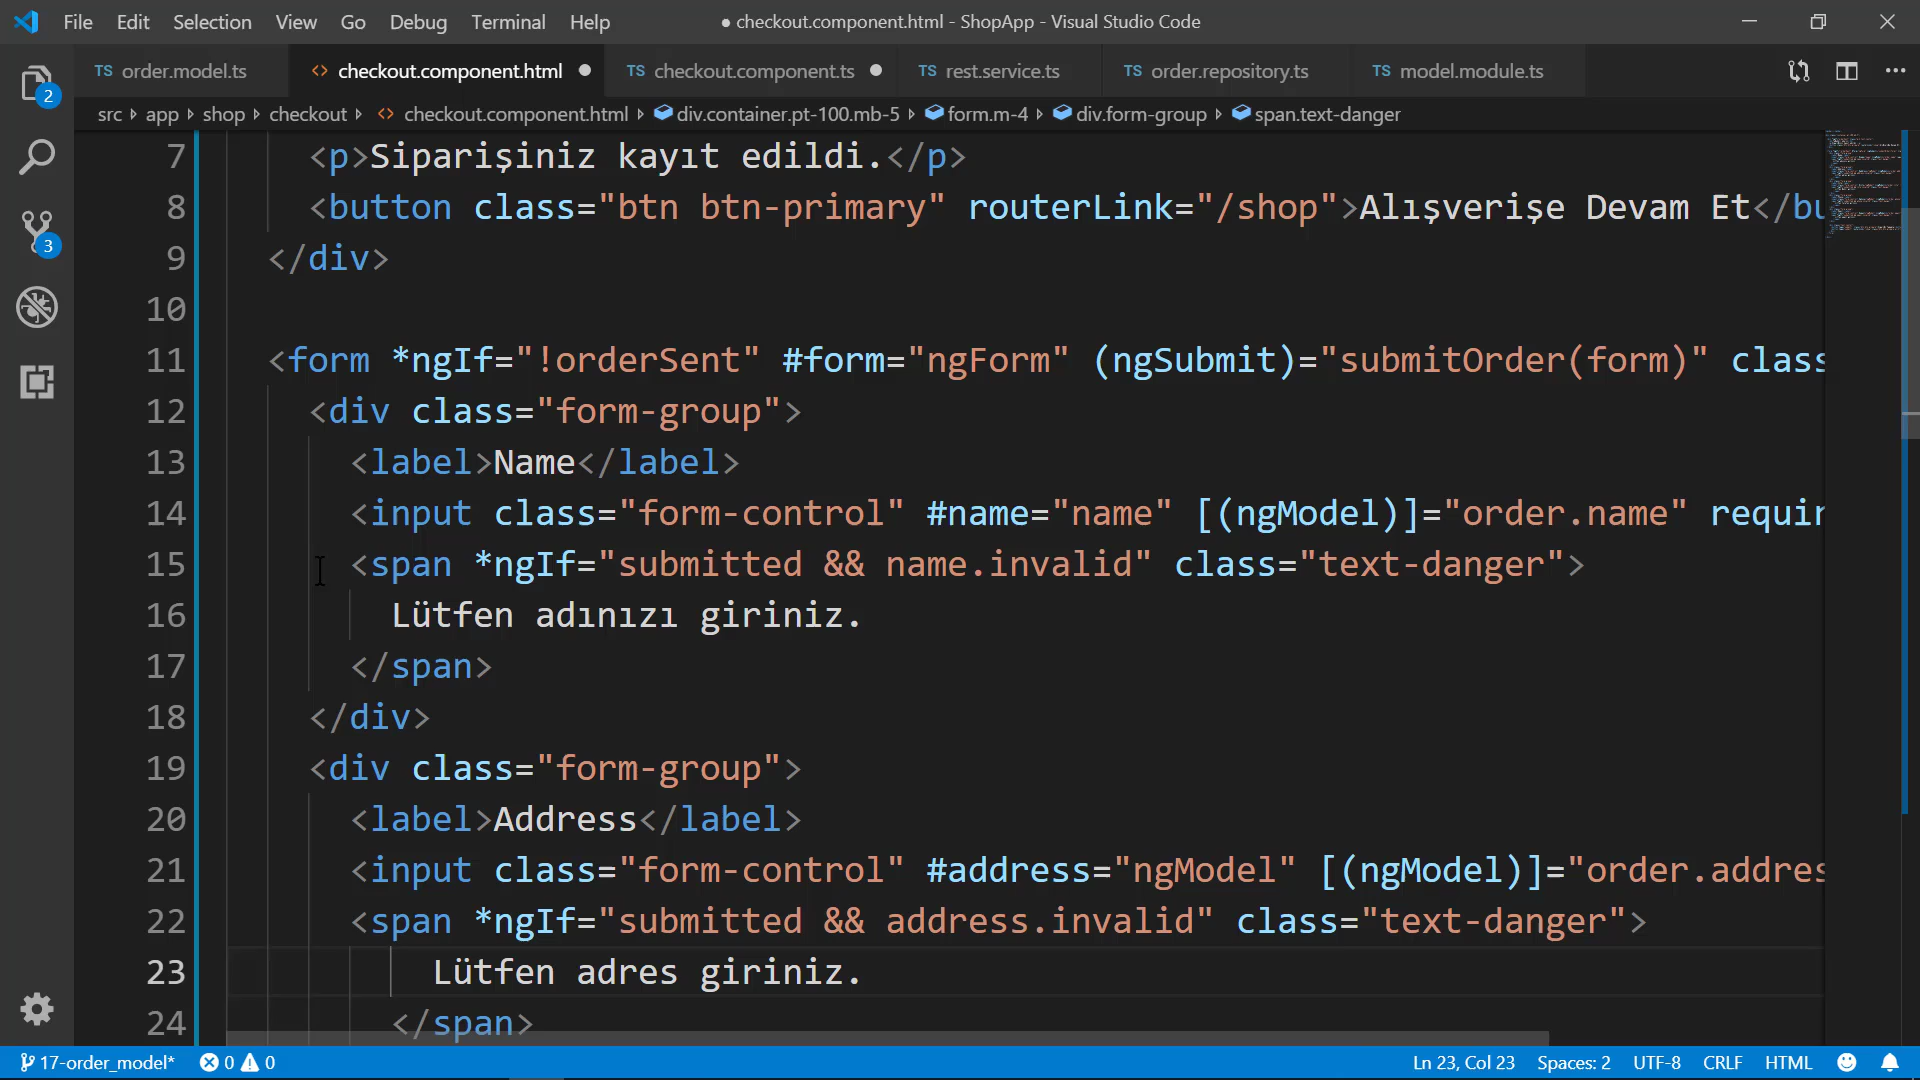 File Edit Selection View Go Debug Terminal Help ● checkout.component.html - ShopApp - Visual Studio Code
TS order.model.ts <> checkout.component.html ● TS checkout.component.ts ● TS rest.service.ts TS order.repository.ts TS model.module.ts
src app shop checkout <> checkout.component.html div.container.pt-100.mb-5 form.m-4 div.form-group span.text-danger
2
3
7 <p>Siparişiniz kayıt edildi.</p>
8 <button class="btn btn-primary" routerLink="/shop">Alışverişe Devam Et</bu
9 </div>
10
11 <form *ngIf="!orderSent" #form="ngForm" (ngSubmit)="submitOrder(form)" class
12 <div class="form-group">
13 <label>Name</label>
14 <input class="form-control" #name="name" [(ngModel)]="order.name" requir
15 <span *ngIf="submitted && name.invalid" class="text-danger">
16 Lütfen adınızı giriniz.
17 </span>
18 </div>
19 <div class="form-group">
20 <label>Address</label>
21 <input class="form-control" #address="ngModel" [(ngModel)]="order.addres
22 <span *ngIf="submitted && address.invalid" class="text-danger">
23 Lütfen adres giriniz.
24 </span>
17-order_model* 0 0 Ln 23, Col 23 Spaces: 2 UTF-8 CRLF HTML